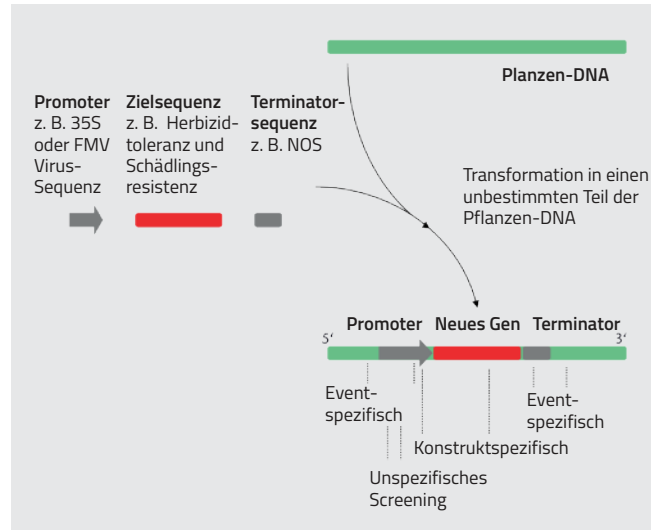 Planzen-DNA
Promoter
z. B. 35S
oder FMV
Virus-
Sequenz
Zielsequenz
z. B. Herbizid-
toleranz und
Schädlings-
resistenz
Terminator-
sequenz
z. B. NOS
Transformation in einen
unbestimmten Teil der
Pflanzen-DNA
Promoter Neues Gen Terminator
5‘ 3‘
Event-
spezifisch
Konstruktspezifisch
Event-
spezifisch
Unspezifisches
Screening